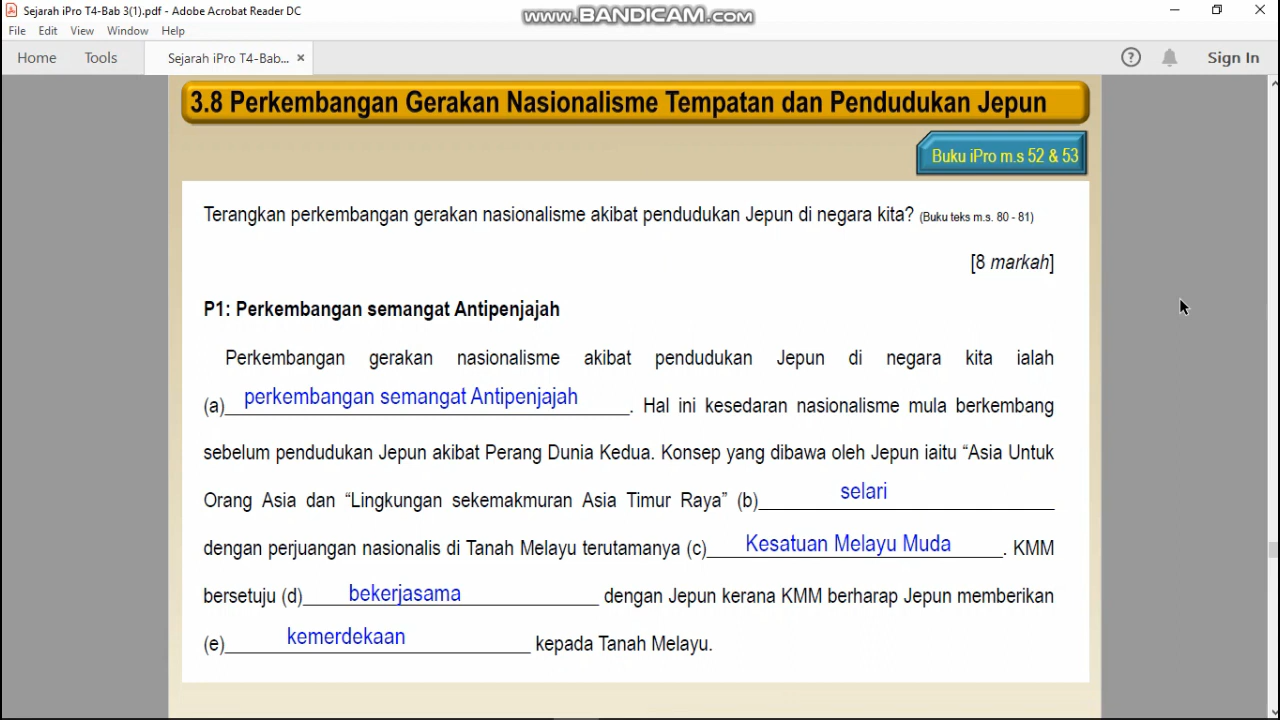 Sejarah iPro T4-Bab 3(1).pdf - Adobe Acrobat Reader DC
www.BANDICAM.com
File Edit View Window Help
Home Tools Sejarah iPro T4-Bab... × Sign In
3.8 Perkembangan Gerakan Nasionalisme Tempatan dan Pendudukan Jepun
Buku iPro m.s 52 & 53
Terangkan perkembangan gerakan nasionalisme akibat pendudukan Jepun di negara kita? (Buku teks m.s. 80 - 81)
[8 markah]
P1: Perkembangan semangat Antipenjajah
Perkembangan gerakan nasionalisme akibat pendudukan Jepun di negara kita ialah
(a) perkembangan semangat Antipenjajah. Hal ini kesedaran nasionalisme mula berkembang
sebelum pendudukan Jepun akibat Perang Dunia Kedua. Konsep yang dibawa oleh Jepun iaitu “Asia Untuk
Orang Asia dan “Lingkungan sekemakmuran Asia Timur Raya” (b) selari
dengan perjuangan nasionalis di Tanah Melayu terutamanya (c) Kesatuan Melayu Muda. KMM
bersetuju (d) bekerjasama dengan Jepun kerana KMM berharap Jepun memberikan
(e) kemerdekaan kepada Tanah Melayu.